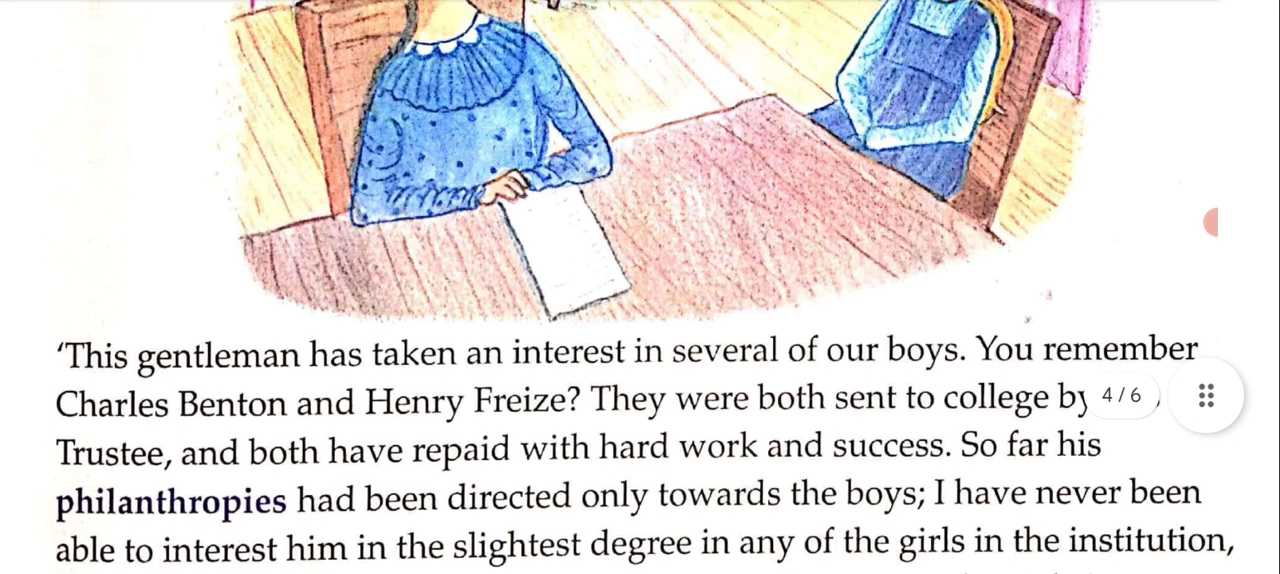 ‘This gentleman has taken an interest in several of our boys. You remember
Charles Benton and Henry Freize? They were both sent to college by
4 / 6
Trustee, and both have repaid with hard work and success. So far his
philanthropies had been directed only towards the boys; I have never been
able to interest him in the slightest degree in any of the girls in the institution,